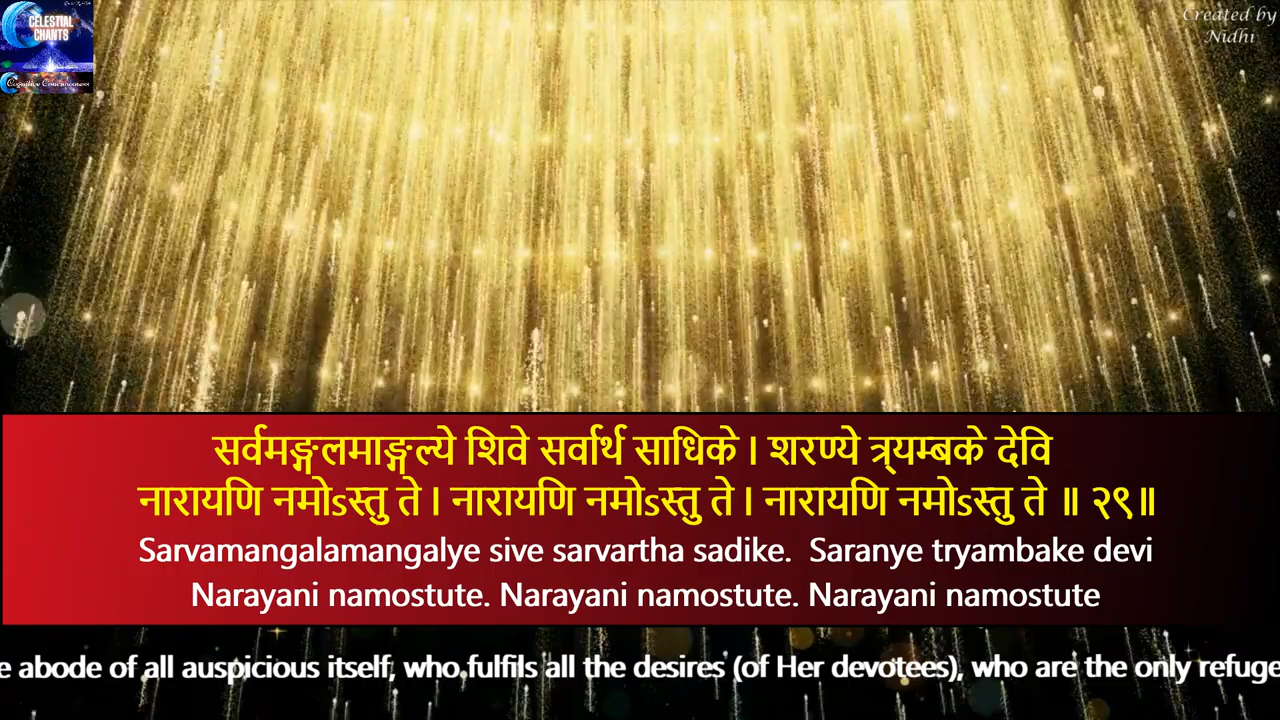 CELESTIAL
CHANTS
Cognitive Consciousness
Created by
Nidhi
सर्वमङ्गलमाङ्गल्ये शिवे सर्वार्थ साधिके । शरण्ये त्र्यम्बके देवि
नारायणि नमोऽस्तु ते । नारायणि नमोऽस्तु ते । नारायणि नमोऽस्तु ते ॥ २९॥
Sarvamangalamangalye sive sarvartha sadike. Saranye tryambake devi
Narayani namostute. Narayani namostute. Narayani namostute
e abode of all auspicious itself, who fulfils all the desires (of Her devotees), who are the only refuge